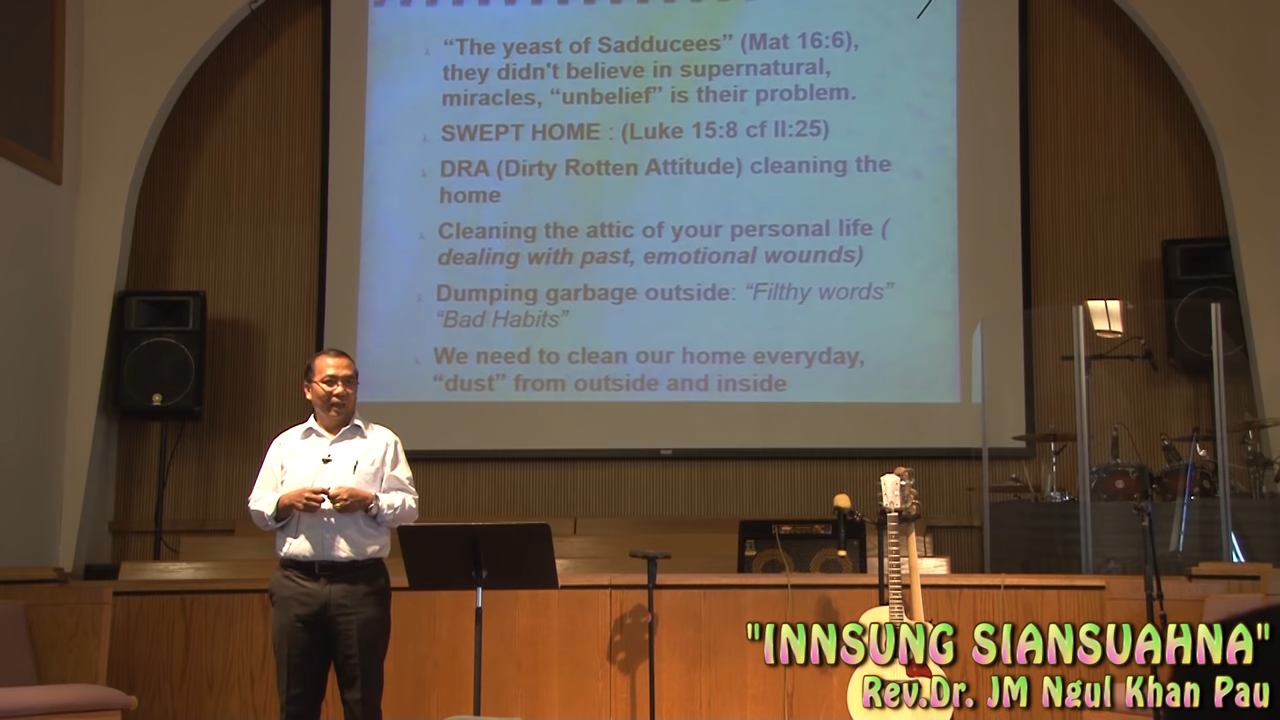 “The yeast of Sadducees” (Mat 16:6),
they didn't believe in supernatural,
miracles, “unbelief” is their problem.
SWEPT HOME : (Luke 15:8 cf II:25)
DRA (Dirty Rotten Attitude) cleaning the
home
Cleaning the attic of your personal life (
dealing with past, emotional wounds)
Dumping garbage outside: “Filthy words”
“Bad Habits”
We need to clean our home everyday,
“dust” from outside and inside
"INNSUNG SIANSUAHNA"
Rev.Dr. JM Ngul Khan Pau